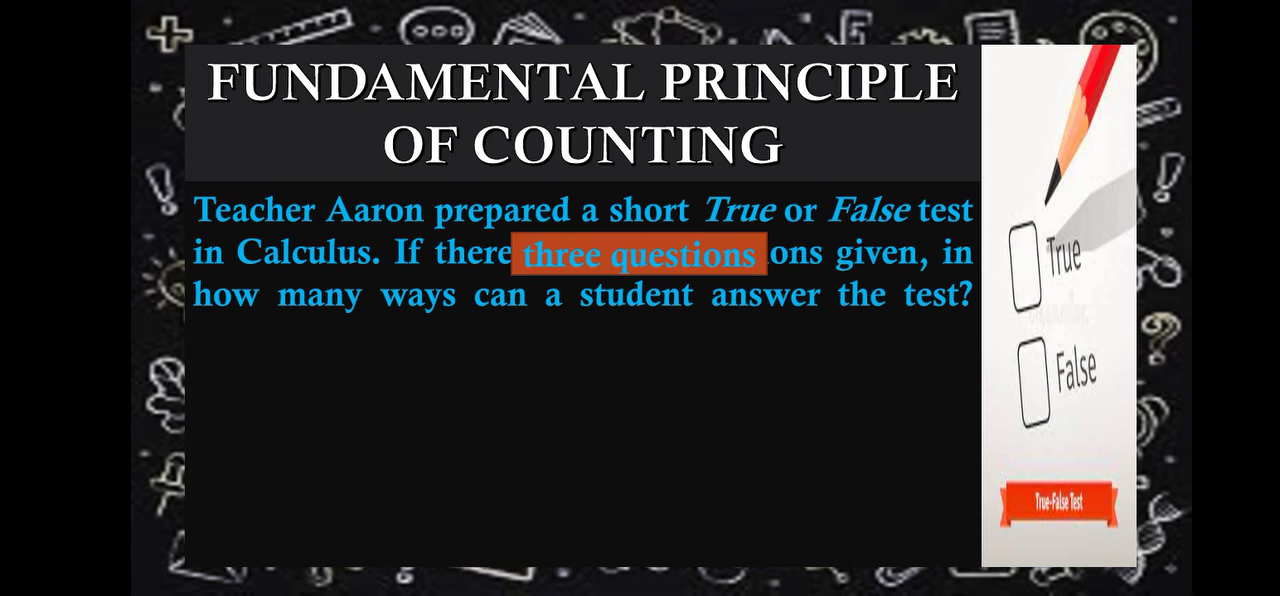 FUNDAMENTAL PRINCIPLE
OF COUNTING
Teacher Aaron prepared a short True or False test
in Calculus. If there three questions ons given, in
how many ways can a student answer the test?
True
False
True-False Test